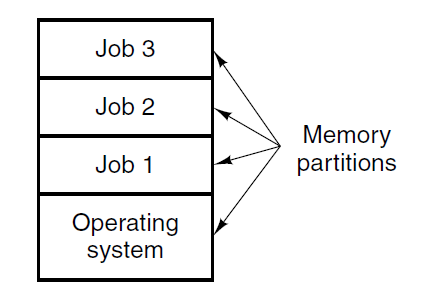 Job 3
Job 2
Job 1
Operating
system
Memory
partitions